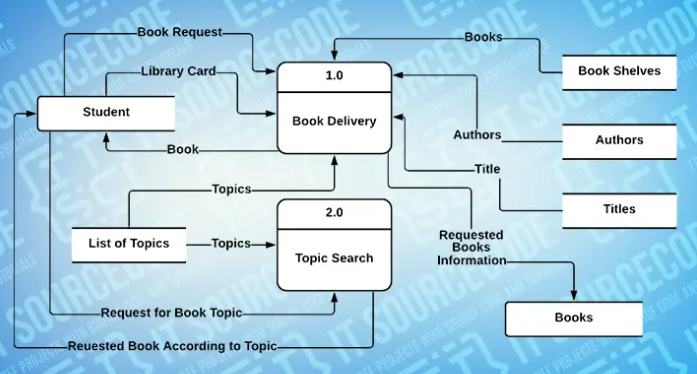 Book Request
Books
Library Card
1.0
Book Shelves
Student
Book Delivery
Authors
Authors
Book
Title
Topics
2.0
Titles
List of Topics
Topics
Topic Search
Requested
Books
Information
Request for Book Topic
Books
Reuested Book According to Topic
IT SOURCECODE